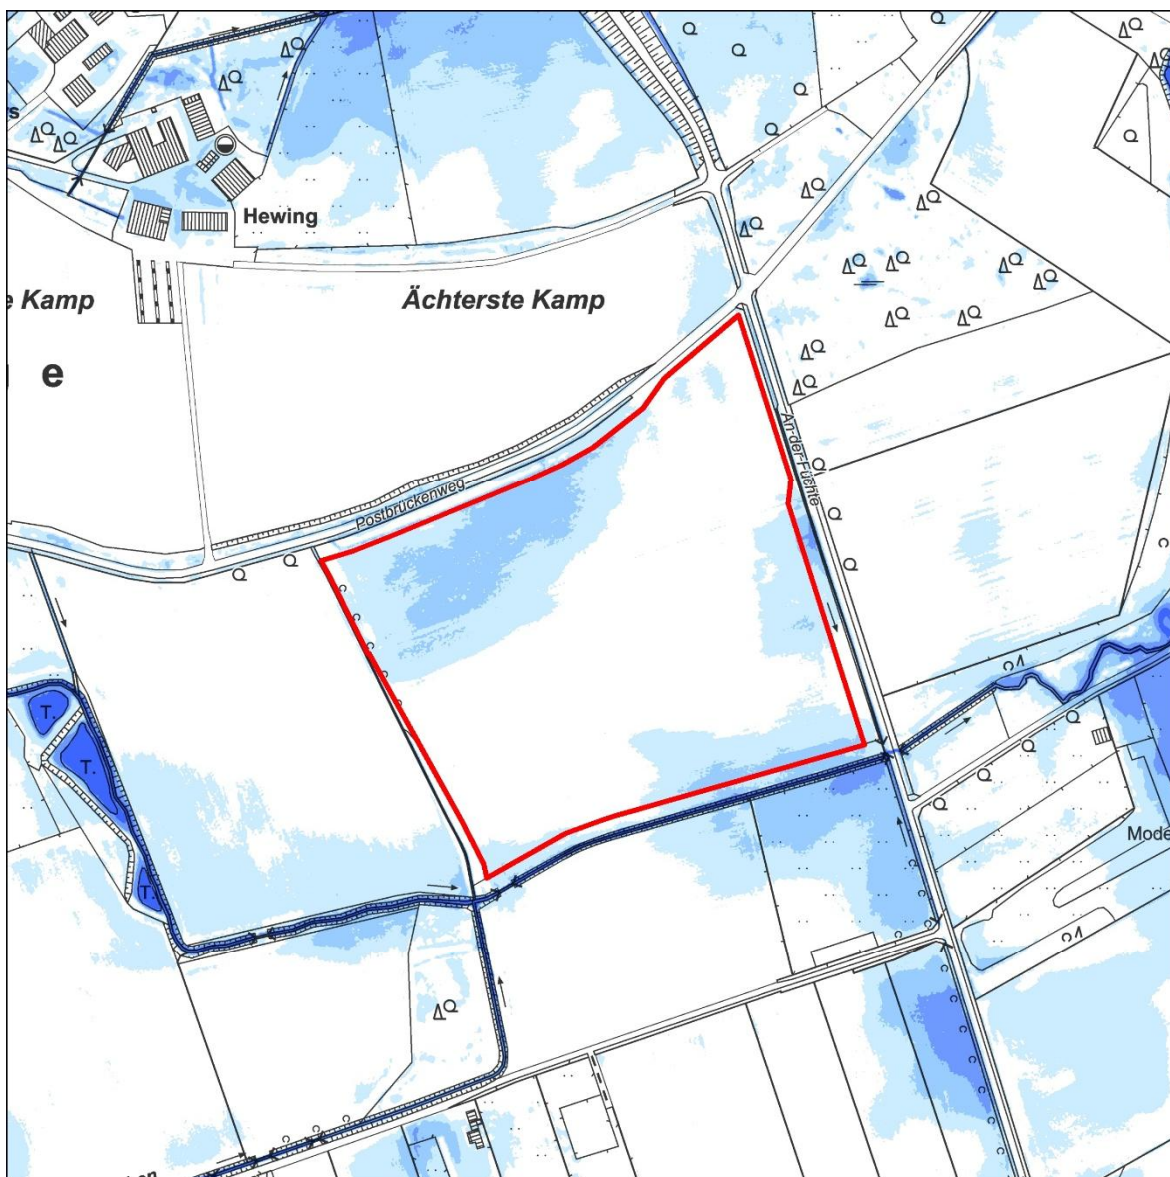 Hewing
e Kamp
Ächterste Kamp
e
An-der-Füchte
Postbrückenweg
T.
T.
T.
Mode